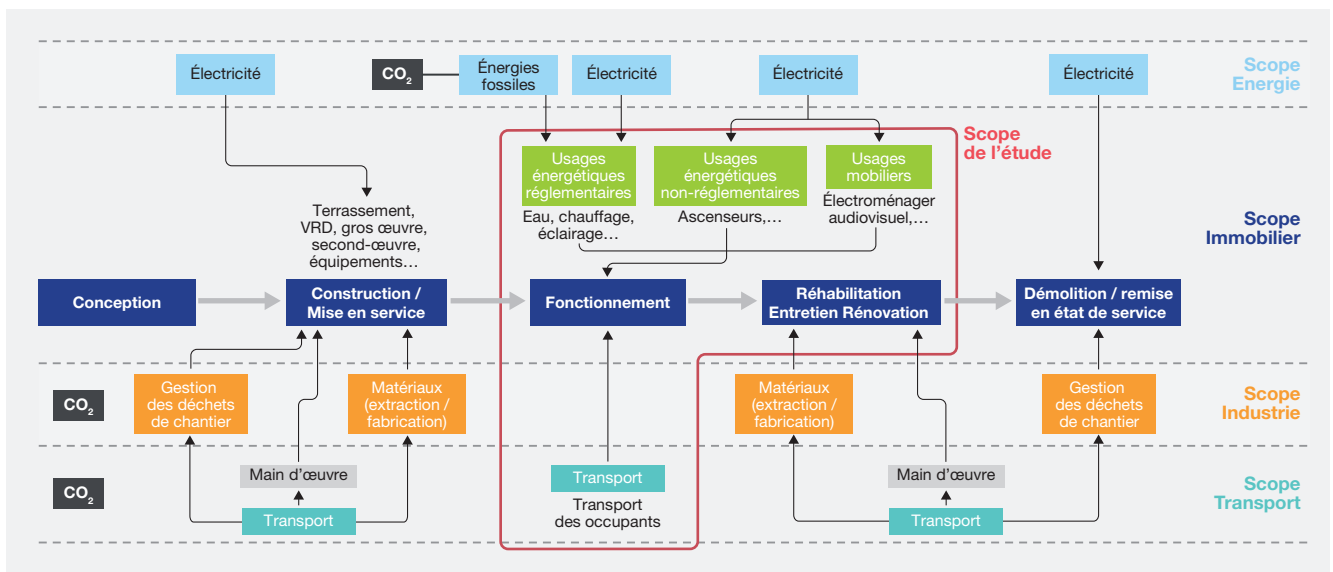 Électricité
CO2
Énergies
fossiles
Électricité
Électricité
Électricité
Scope
Energie
Scope
de l'étude
Usages
énergétiques
réglementaires
Eau, chauffage,
éclairage…
Usages
énergétiques
non-réglementaires
Ascenseurs,…
Usages
mobiliers
Électroménager
audiovisuel,…
Terrassement,
VRD, gros œuvre,
second-œuvre,
équipements…
Scope
Immobilier
Conception
Construction /
Mise en service
Fonctionnement
Réhabilitation
Entretien Rénovation
Démolition / remise
en état de service
CO2
Gestion
des déchets
de chantier
Matériaux
(extraction /
fabrication)
Matériaux
(extraction /
fabrication)
Gestion
des déchets
de chantier
Scope
Industrie
CO2
Main d'œuvre
Transport
Transport
Transport
des occupants
Main d'œuvre
Transport
Scope
Transport